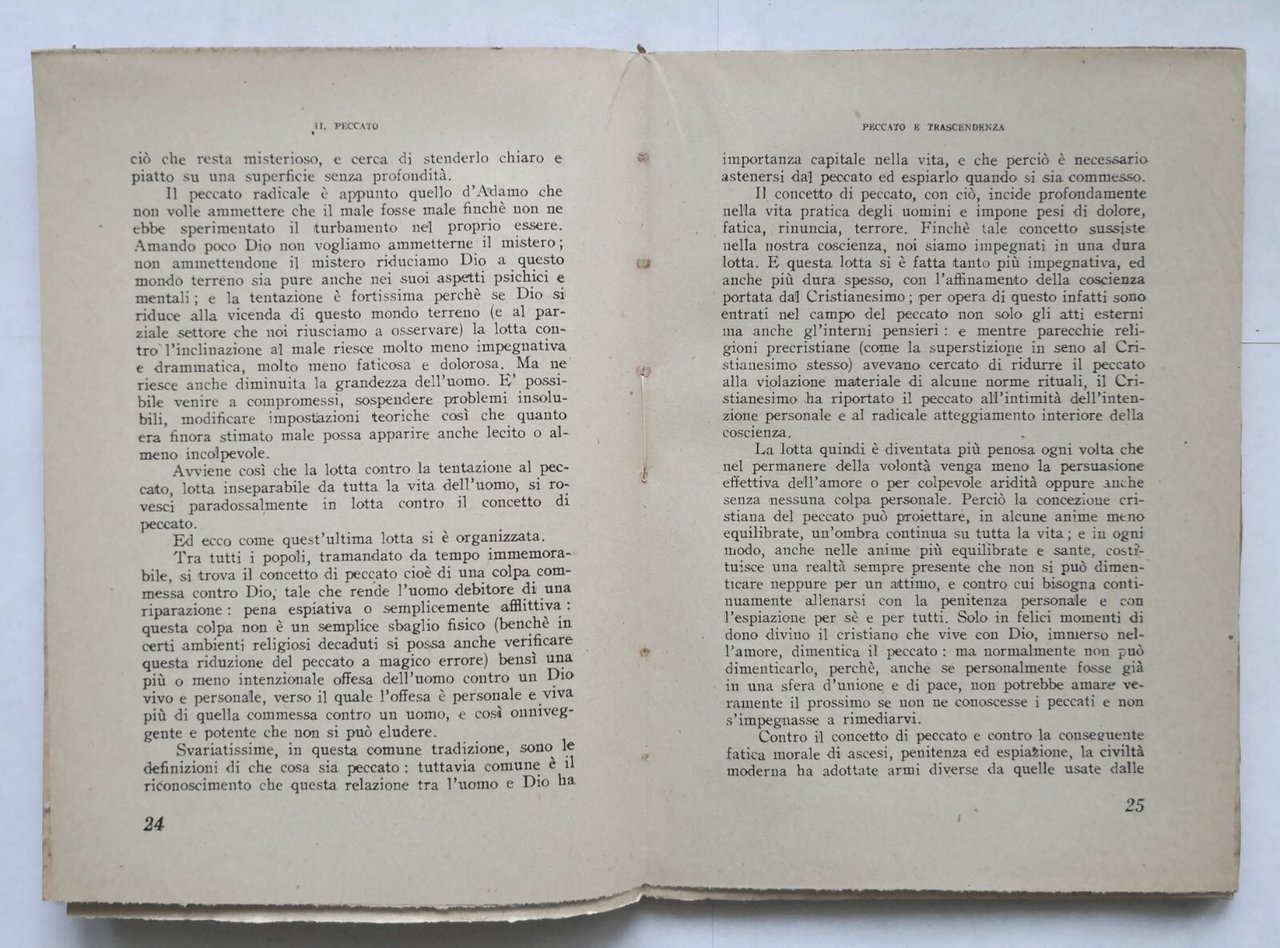 IL PECCATO
ciò che resta misterioso, e cerca di stenderlo chiaro e
piatto su una superficie senza profondità.
Il peccato radicale è appunto quello d'Adamo che
non volle ammettere che il male fosse male finchè non ne
ebbe sperimentato il turbamento nel proprio essere.
Amando poco Dio non vogliamo ammetterne il mistero ;
non ammettendone il mistero riduciamo Dio a questo
mondo terreno sia pure anche nei suoi aspetti psichici e
mentali ; e la tentazione è fortissima perchè se Dio si
riduce alla vicenda di questo mondo terreno (e al par-
ziale settore che noi riusciamo a osservare) la lotta con-
tro l'inclinazione al male riesce molto meno impegnativa
e drammatica, molto meno faticosa e dolorosa. Ma ne
riesce anche diminuita la grandezza dell'uomo. E' possi-
bile venire a compromessi, sospendere problemi insolu-
bili, modificare impostazioni teoriche così che quanto
era finora stimato male possa apparire anche lecito o al-
meno incolpevole.
Avviene così che la lotta contro la tentazione al pec-
cato, lotta inseparabile da tutta la vita dell'uomo, si ro-
vesci paradossalmente in lotta contro il concetto di
peccato.
Ed ecco come quest'ultima lotta si è organizzata.
Tra tutti i popoli, tramandato da tempo immemora-
bile, si trova il concetto di peccato cioè di una colpa com-
messa contro Dio, tale che rende l'uomo debitore di una
riparazione : pena espiativa o semplicemente afflittiva :
questa colpa non è un semplice sbaglio fisico (benchè in
certi ambienti religiosi decaduti si possa anche verificare
questa riduzione del peccato a magico errore) bensì una
più o meno intenzionale offesa dell'uomo contro un Dio
vivo e personale, verso il quale l'offesa è personale e viva
più di quella commessa contro un uomo, e così onniveg-
gente e potente che non si può eludere.
Svariatissime, in questa comune tradizione, sono le
definizioni di che cosa sia peccato : tuttavia comune è il
riconoscimento che questa relazione tra l'uomo e Dio ha
24
PECCATO E TRASCENDENZA
importanza capitale nella vita, e che perciò è necessario
astenersi dal peccato ed espiarlo quando si sia commesso.
Il concetto di peccato, con ciò, incide profondamente
nella vita pratica degli uomini e impone pesi di dolore,
fatica, rinuncia, terrore. Finchè tale concetto sussiste
nella nostra coscienza, noi siamo impegnati in una dura
lotta. E questa lotta si è fatta tanto più impegnativa, ed
anche più dura spesso, con l'affinamento della coscienza
portata dal Cristianesimo ; per opera di questo infatti sono
entrati nel campo del peccato non solo gli atti esterni
ma anche gl'interni pensieri : e mentre parecchie reli-
gioni precristiane (come la superstizione in seno al Cri-
stianesimo stesso) avevano cercato di ridurre il peccato
alla violazione materiale di alcune norme rituali, il Cri-
stianesimo ha riportato il peccato all'intimità dell'inten-
zione personale e al radicale atteggiamento interiore della
coscienza.
La lotta quindi è diventata più penosa ogni volta che
nel permanere della volontà venga meno la persuasione
effettiva dell'amore o per colpevole aridità oppure anche
senza nessuna colpa personale. Perciò la concezione cri-
stiana del peccato può proiettare, in alcune anime meno
equilibrate, un'ombra continua su tutta la vita ; e in ogni
modo, anche nelle anime più equilibrate e sante, costi-
tuisce una realtà sempre presente che non si può dimen-
ticare neppure per un attimo, e contro cui bisogna conti-
nuamente allenarsi con la penitenza personale e con
l'espiazione per sè e per tutti. Solo in felici momenti di
dono divino il cristiano che vive con Dio, immerso nel-
l'amore, dimentica il peccato : ma normalmente non può
dimenticarlo, perchè, anche se personalmente fosse già
in una sfera d'unione e di pace, non potrebbe amare ve-
ramente il prossimo se non ne conoscesse i peccati e non
s'impegnasse a rimediarvi.
Contro il concetto di peccato e contro la conseguente
fatica morale di ascesi, penitenza ed espiazione, la civiltà
moderna ha adottate armi diverse da quelle usate dalle
25